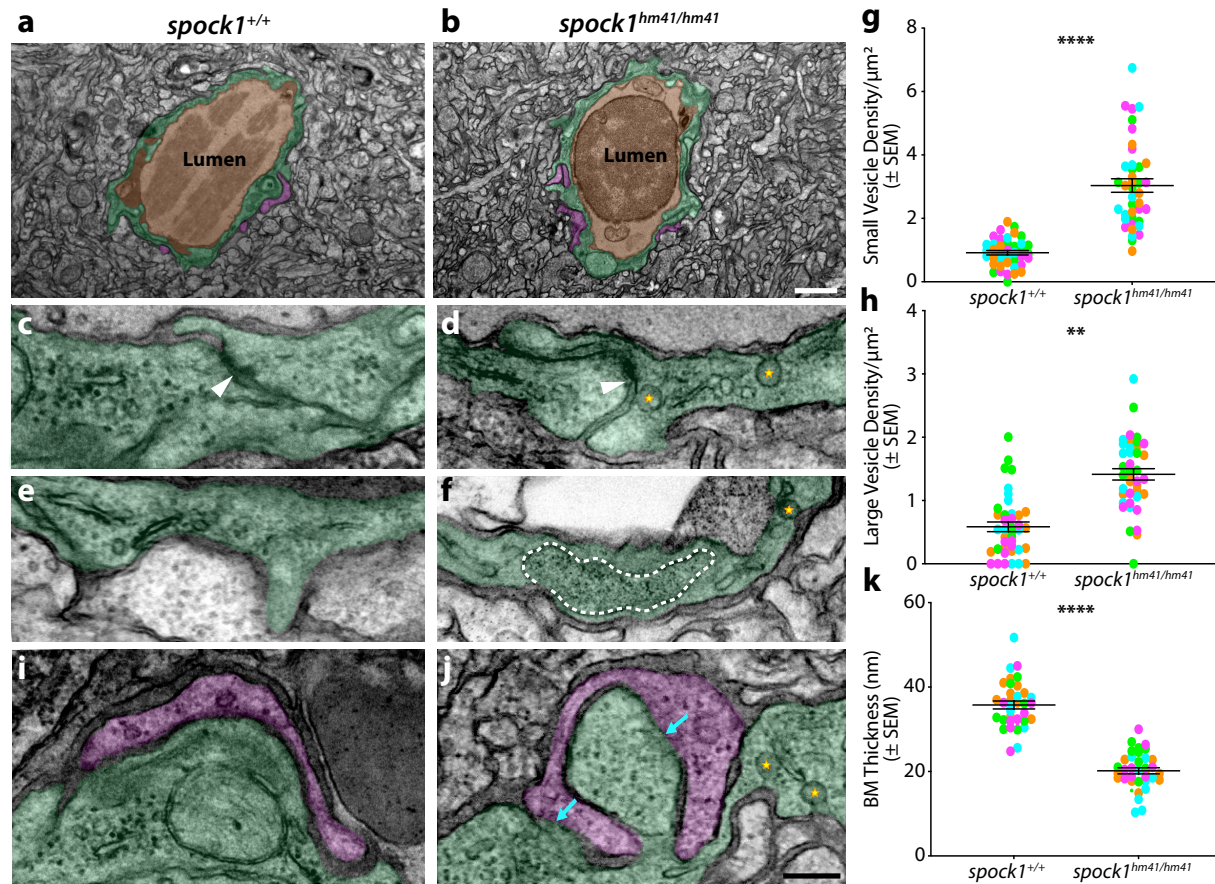 a spock1+/+
b spock1hm41/hm41
Lumen
Lumen
c
d
e
f
i
j
g
8
6
4
2
0
Small Vesicle Density/µm²
(± SEM)
****
spock1+/+
spock1hm41/hm41
h
4
3
2
1
0
Large Vesicle Density/µm²
(± SEM)
**
spock1+/+
spock1hm41/hm41
k
60
40
20
0
BM Thickness (nm)
(± SEM)
****
spock1+/+
spock1hm41/hm41